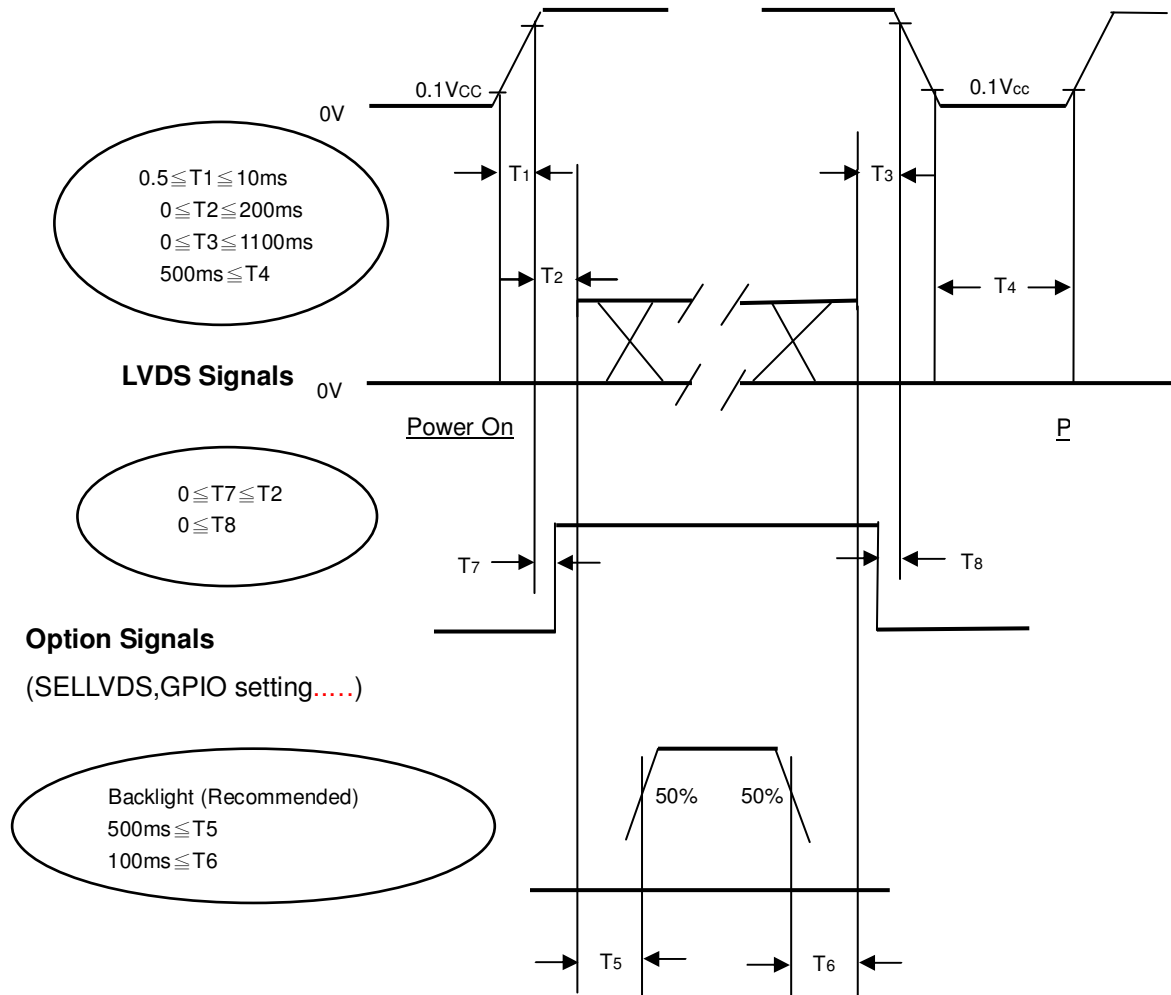 0.1VCC
0.1Vcc
0V
T1
T3
0.5≦T1≦10ms
0≦T2≦200ms
0≦T3≦1100ms
500ms≦T4
T2
T4
LVDS Signals
0V
Power On
P
0≦T7≦T2
0≦T8
T7
T8
Option Signals
(SELLVDS,GPIO setting.....)
Backlight (Recommended)
500ms≦T5
100ms≦T6
50%
50%
T5
T6